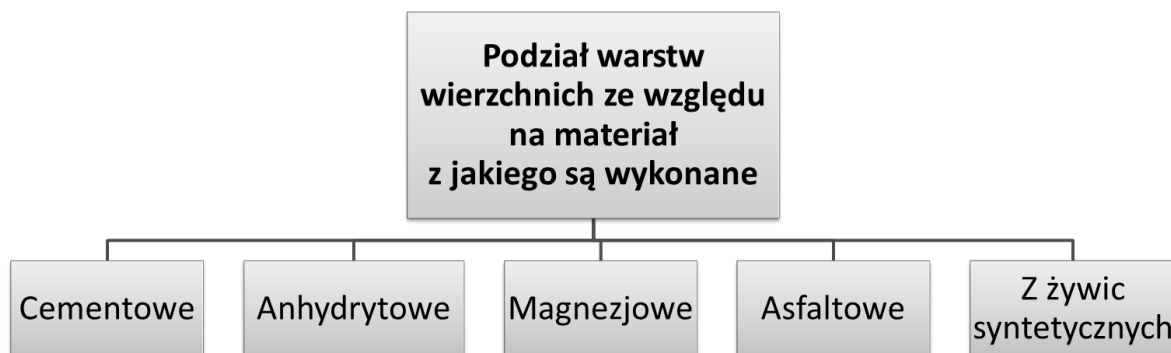 Podział warstw
wierzchnich ze względu
na materiał
z jakiego są wykonane
Cementowe
Anhydrytowe
Magnezjowe
Asfaltowe
Z żywic
syntetycznych